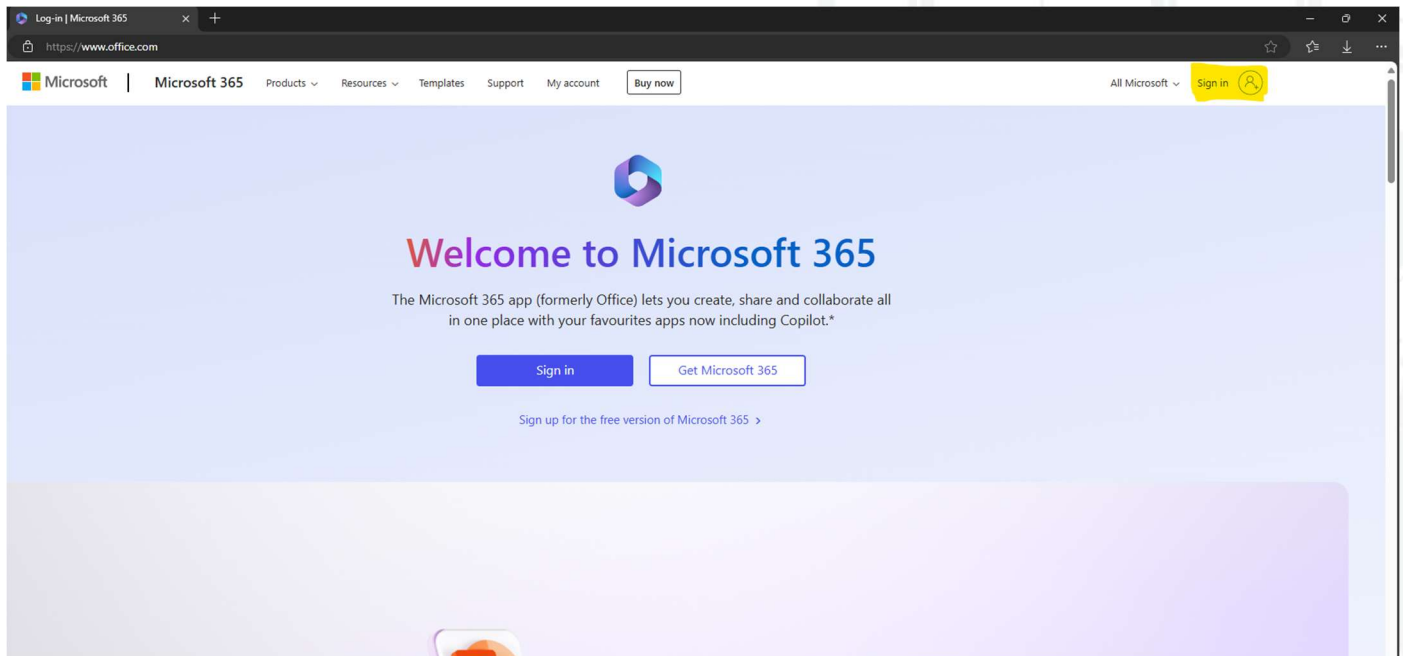 Log-in | Microsoft 365
https://www.office.com
Microsoft Microsoft 365 Products Resources Templates Support My account Buy now All Microsoft Sign in
Welcome to Microsoft 365
The Microsoft 365 app (formerly Office) lets you create, share and collaborate all
in one place with your favourites apps now including Copilot.*
Sign in Get Microsoft 365
Sign up for the free version of Microsoft 365 >